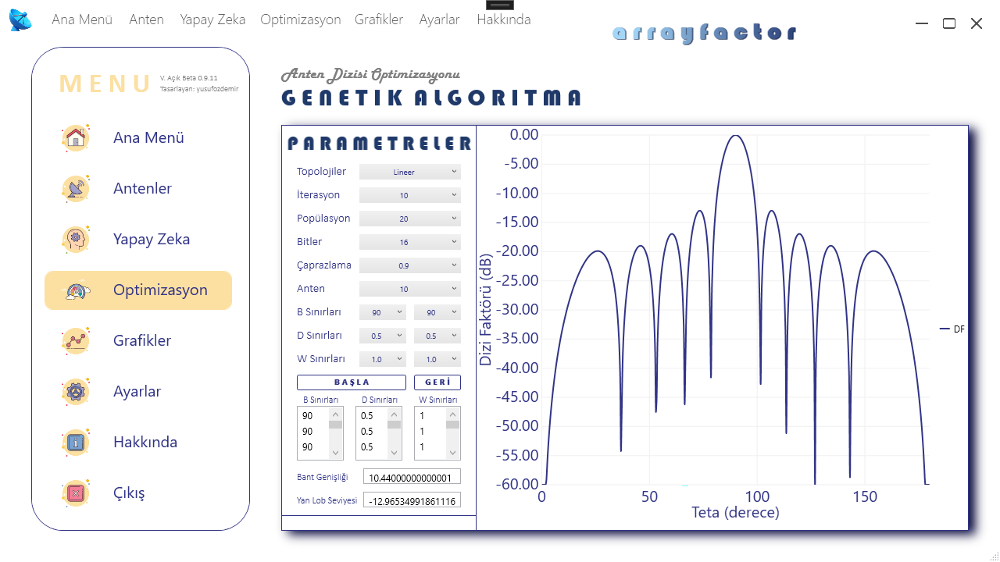 Ana Menü Anten Yapay Zeka Optimizasyon Grafikler Ayarlar Hakkında
arrayfactor
MENU
V. Açık Beta 0.9.11
Tasarlayan: yusufozdemir
Ana Menü
Antenler
Yapay Zeka
Optimizasyon
Grafikler
Ayarlar
Hakkında
Çıkış
Anten Dizisi Optimizasyonu
GENETIK ALGORITMA
PARAMETRELER
Topolojiler Lineer
İterasyon 10
Popülasyon 20
Bitler 16
Çaprazlama 0.9
Anten 10
B Sınırları 90 90
D Sınırları 0.5 0.5
W Sınırları 1.0 1.0
BAŞLA GERİ
B Sınırları D Sınırları W Sınırları
90 0.5 1
90 0.5 1
90 0.5 1
Bant Genişliği 10.44000000000001
Yan Lob Seviyesi -12.96534991861116
0.00
-5.00
-10.00
-15.00
-20.00
-25.00
-30.00
-35.00
-40.00
-45.00
-50.00
-55.00
-60.00
Dizi Faktörü (dB)
0 50 100 150
Teta (derece)
DF